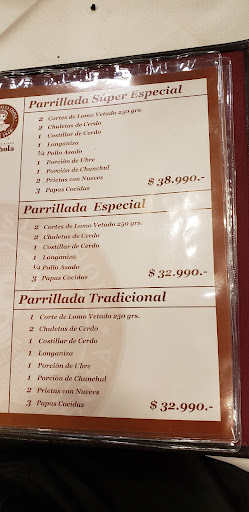 hola
Parrillada Super Especial
2 Cortes de Lomo Vetado 250 grs.
2 Chuletas de Cerdo
1 Costillar de Cerdo
1 Longaniza
¼ Pollo Asado
1 Porción de Ubre
1 Porción de Chunchul
2 Prietas con Nueces
3 Papas Cocidas
$ 38.990.-
Parrillada Especial
2 Cortes de Lomo Vetado 250 grs.
2 Chuletas de Cerdo
1 Costillar de Cerdo
1 Longaniza
¼ Pollo Asado
3 Papas Cocidas
$ 32.990.-
Parrillada Tradicional
1 Corte de Lomo Vetado 250 grs.
2 Chuletas de Cerdo
1 Costillar de Cerdo
1 Longaniza
1 Porción de Ubre
1 Porción de Chunchul
2 Prietas con Nueces
3 Papas Cocidas
$ 32.990.-